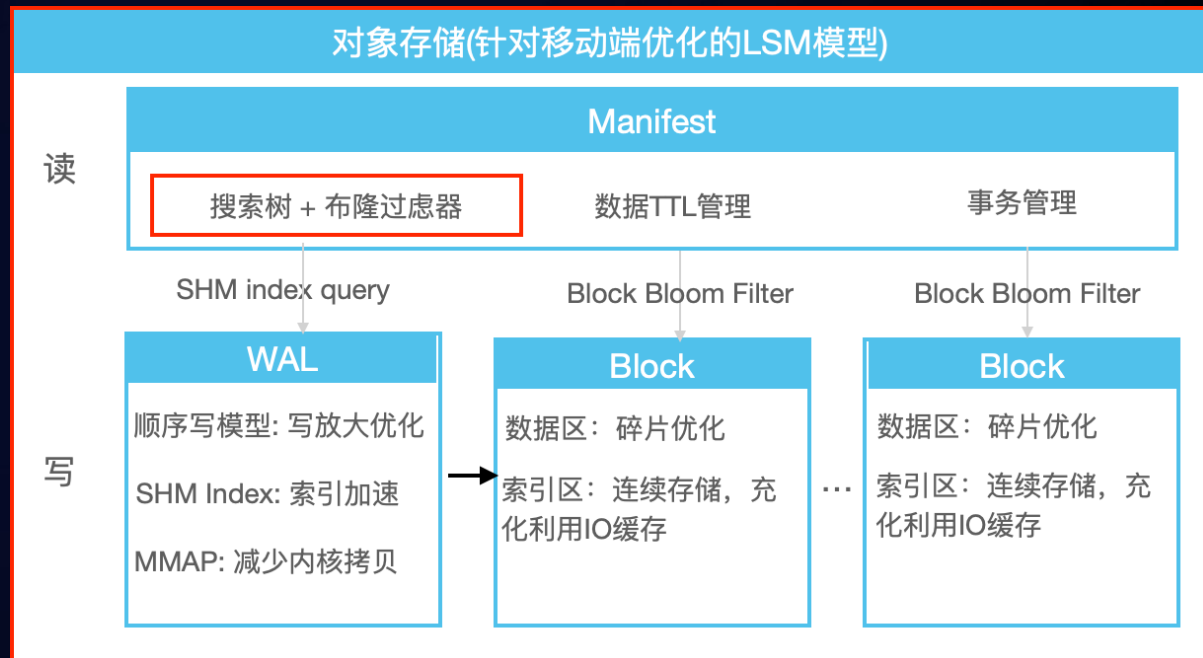 对象存储(针对移动端优化的LSM模型)
Manifest
读
搜索树 + 布隆过虑器
数据TTL管理
事务管理
SHM index query
Block Bloom Filter
Block Bloom Filter
WAL
顺序写模型: 写放大优化
SHM Index: 索引加速
MMAP: 减少内核拷贝
写
Block
数据区：碎片优化
索引区：连续存储，充
化利用IO缓存
...
Block
数据区：碎片优化
索引区：连续存储，充
化利用IO缓存